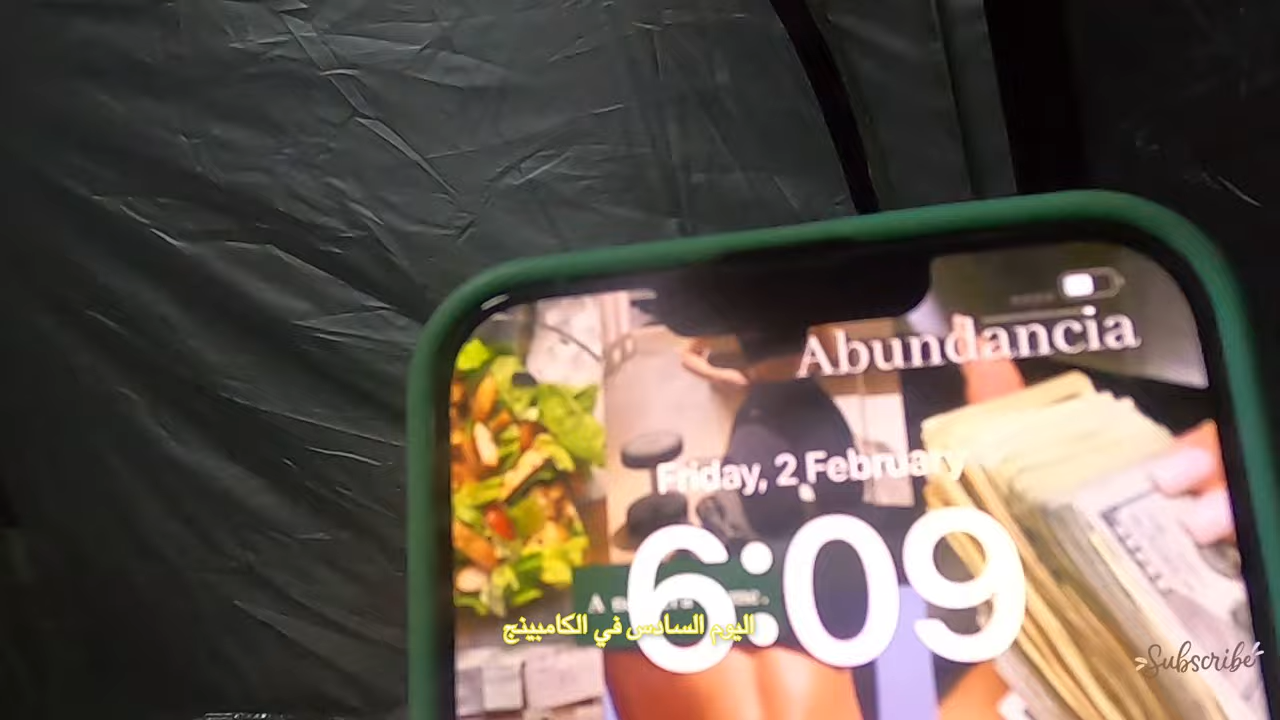 Abundancia
Friday, 2 February
6:09
A
اليوم السادس في الكامبينج
Subscribe